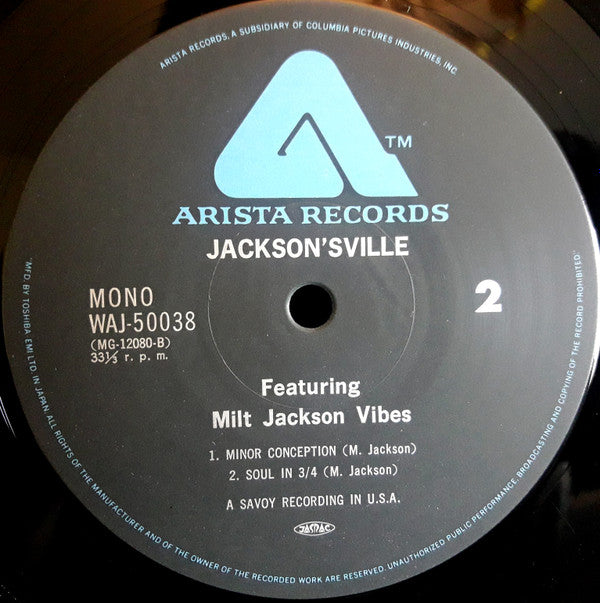 ARISTA RECORDS, A SUBSIDIARY OF COLUMBIA PICTURES INDUSTRIES, INC.
TM
ARISTA RECORDS
JACKSON'SVILLE
MONO
WAJ-50038
(MG-12080-B)
33⅓ r. p. m.
2
Featuring
Milt Jackson Vibes
1. MINOR CONCEPTION (M. Jackson)
2. SOUL IN 3/4 (M. Jackson)
A SAVOY RECORDING IN U.S.A.
JASRAC
"MFD. BY TOSHIBA EMI LTD. IN JAPAN. ALL RIGHTS OF THE MANUFACTURER AND OF THE OWNER OF THE RECORDED WORK ARE RESERVED. UNAUTHORIZED PUBLIC PERFORMANCE, BROADCASTING AND COPYING OF THE RECORD PROHIBITED"